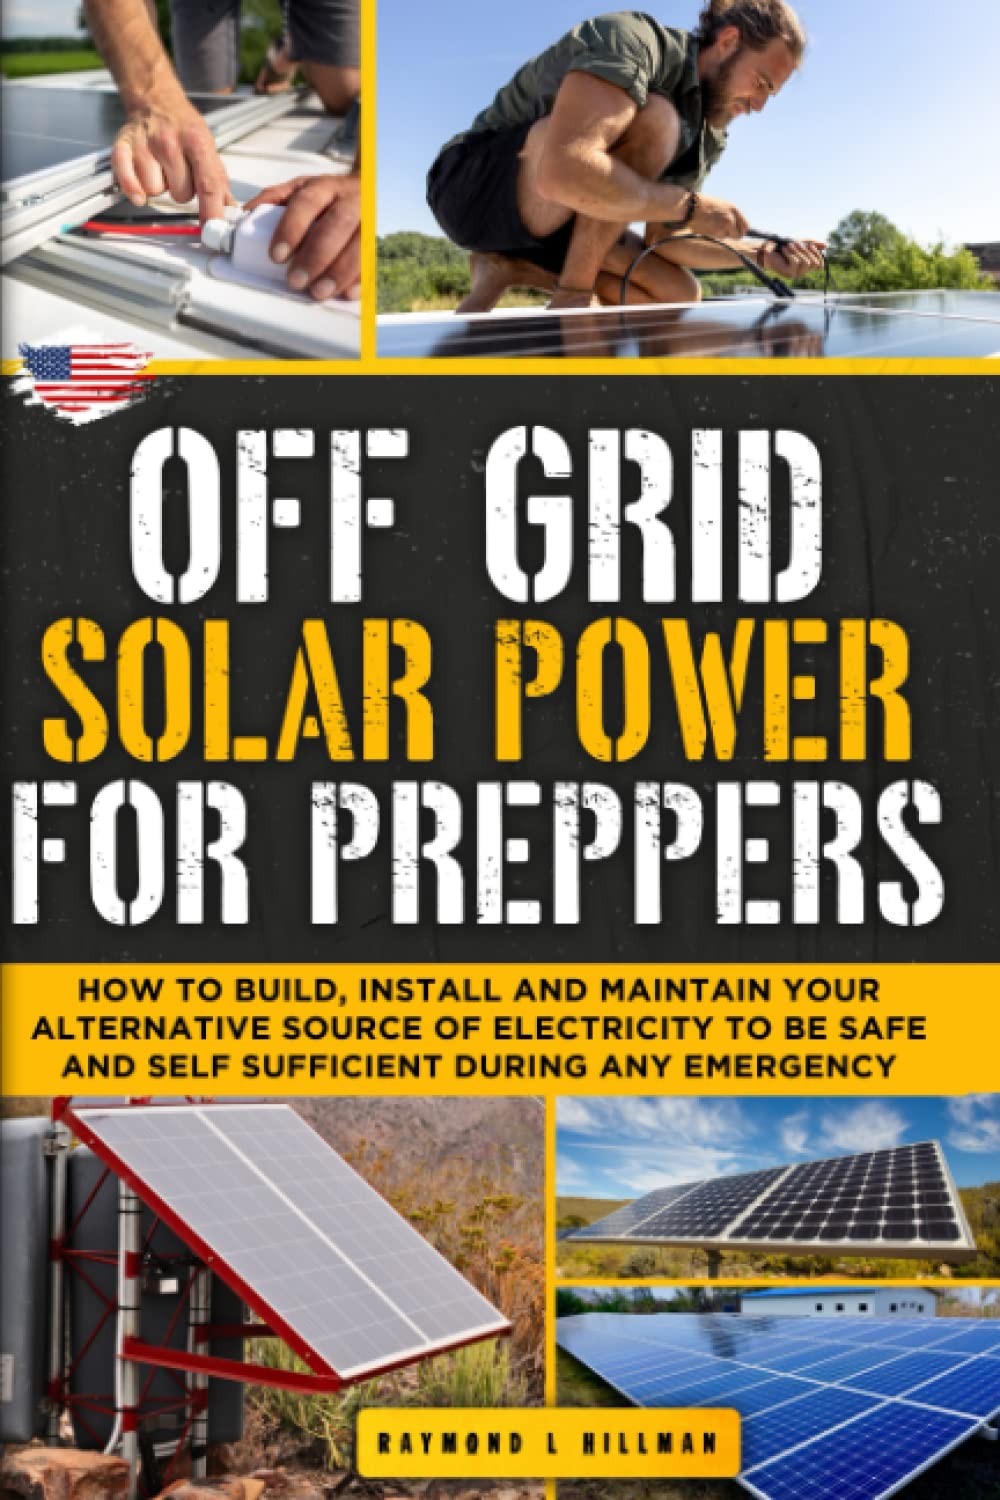 OFF GRID
SOLAR POWER
FOR PREPPERS
HOW TO BUILD, INSTALL AND MAINTAIN YOUR
ALTERNATIVE SOURCE OF ELECTRICITY TO BE SAFE
AND SELF SUFFICIENT DURING ANY EMERGENCY
RAYMOND L HILLMAN